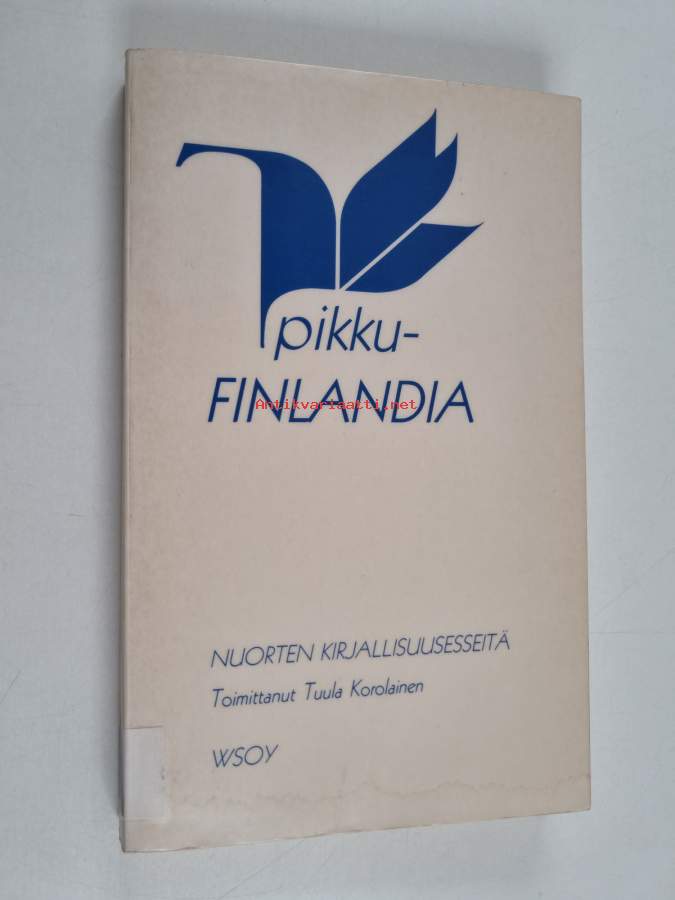 pikku-
FINLANDIA
Antikvariaatti.net
NUORTEN KIRJALLISUUSESSEITÄ
Toimittanut Tuula Korolainen
WSOY